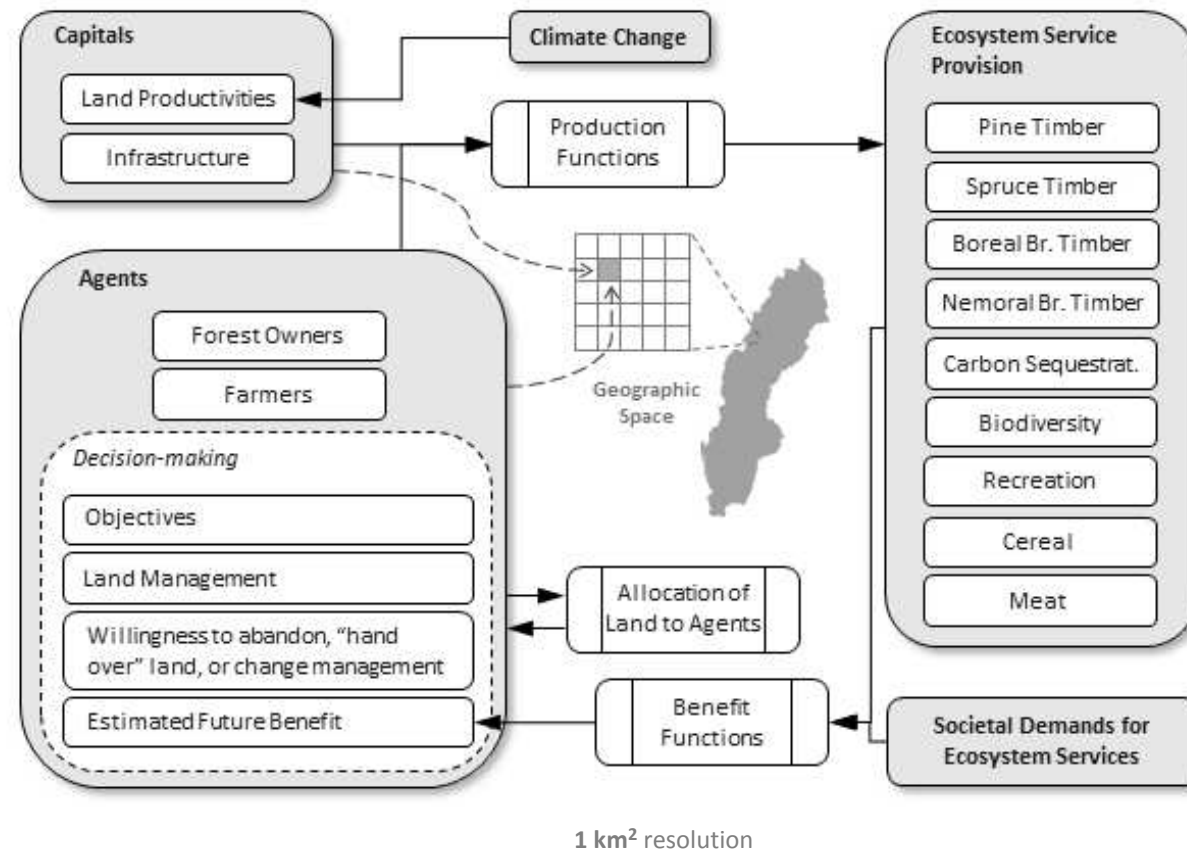 Capitals
Land Productivities
Infrastructure
Climate Change
Production
Functions
Ecosystem Service
Provision
Pine Timber
Spruce Timber
Boreal Br. Timber
Nemoral Br. Timber
Carbon Sequestrat.
Biodiversity
Recreation
Cereal
Meat
Agents
Forest Owners
Farmers
Decision-making
Objectives
Land Management
Willingness to abandon, “hand
over” land, or change management
Estimated Future Benefit
Geographic
Space
Allocation of
Land to Agents
Benefit
Functions
Societal Demands for
Ecosystem Services
1 km² resolution